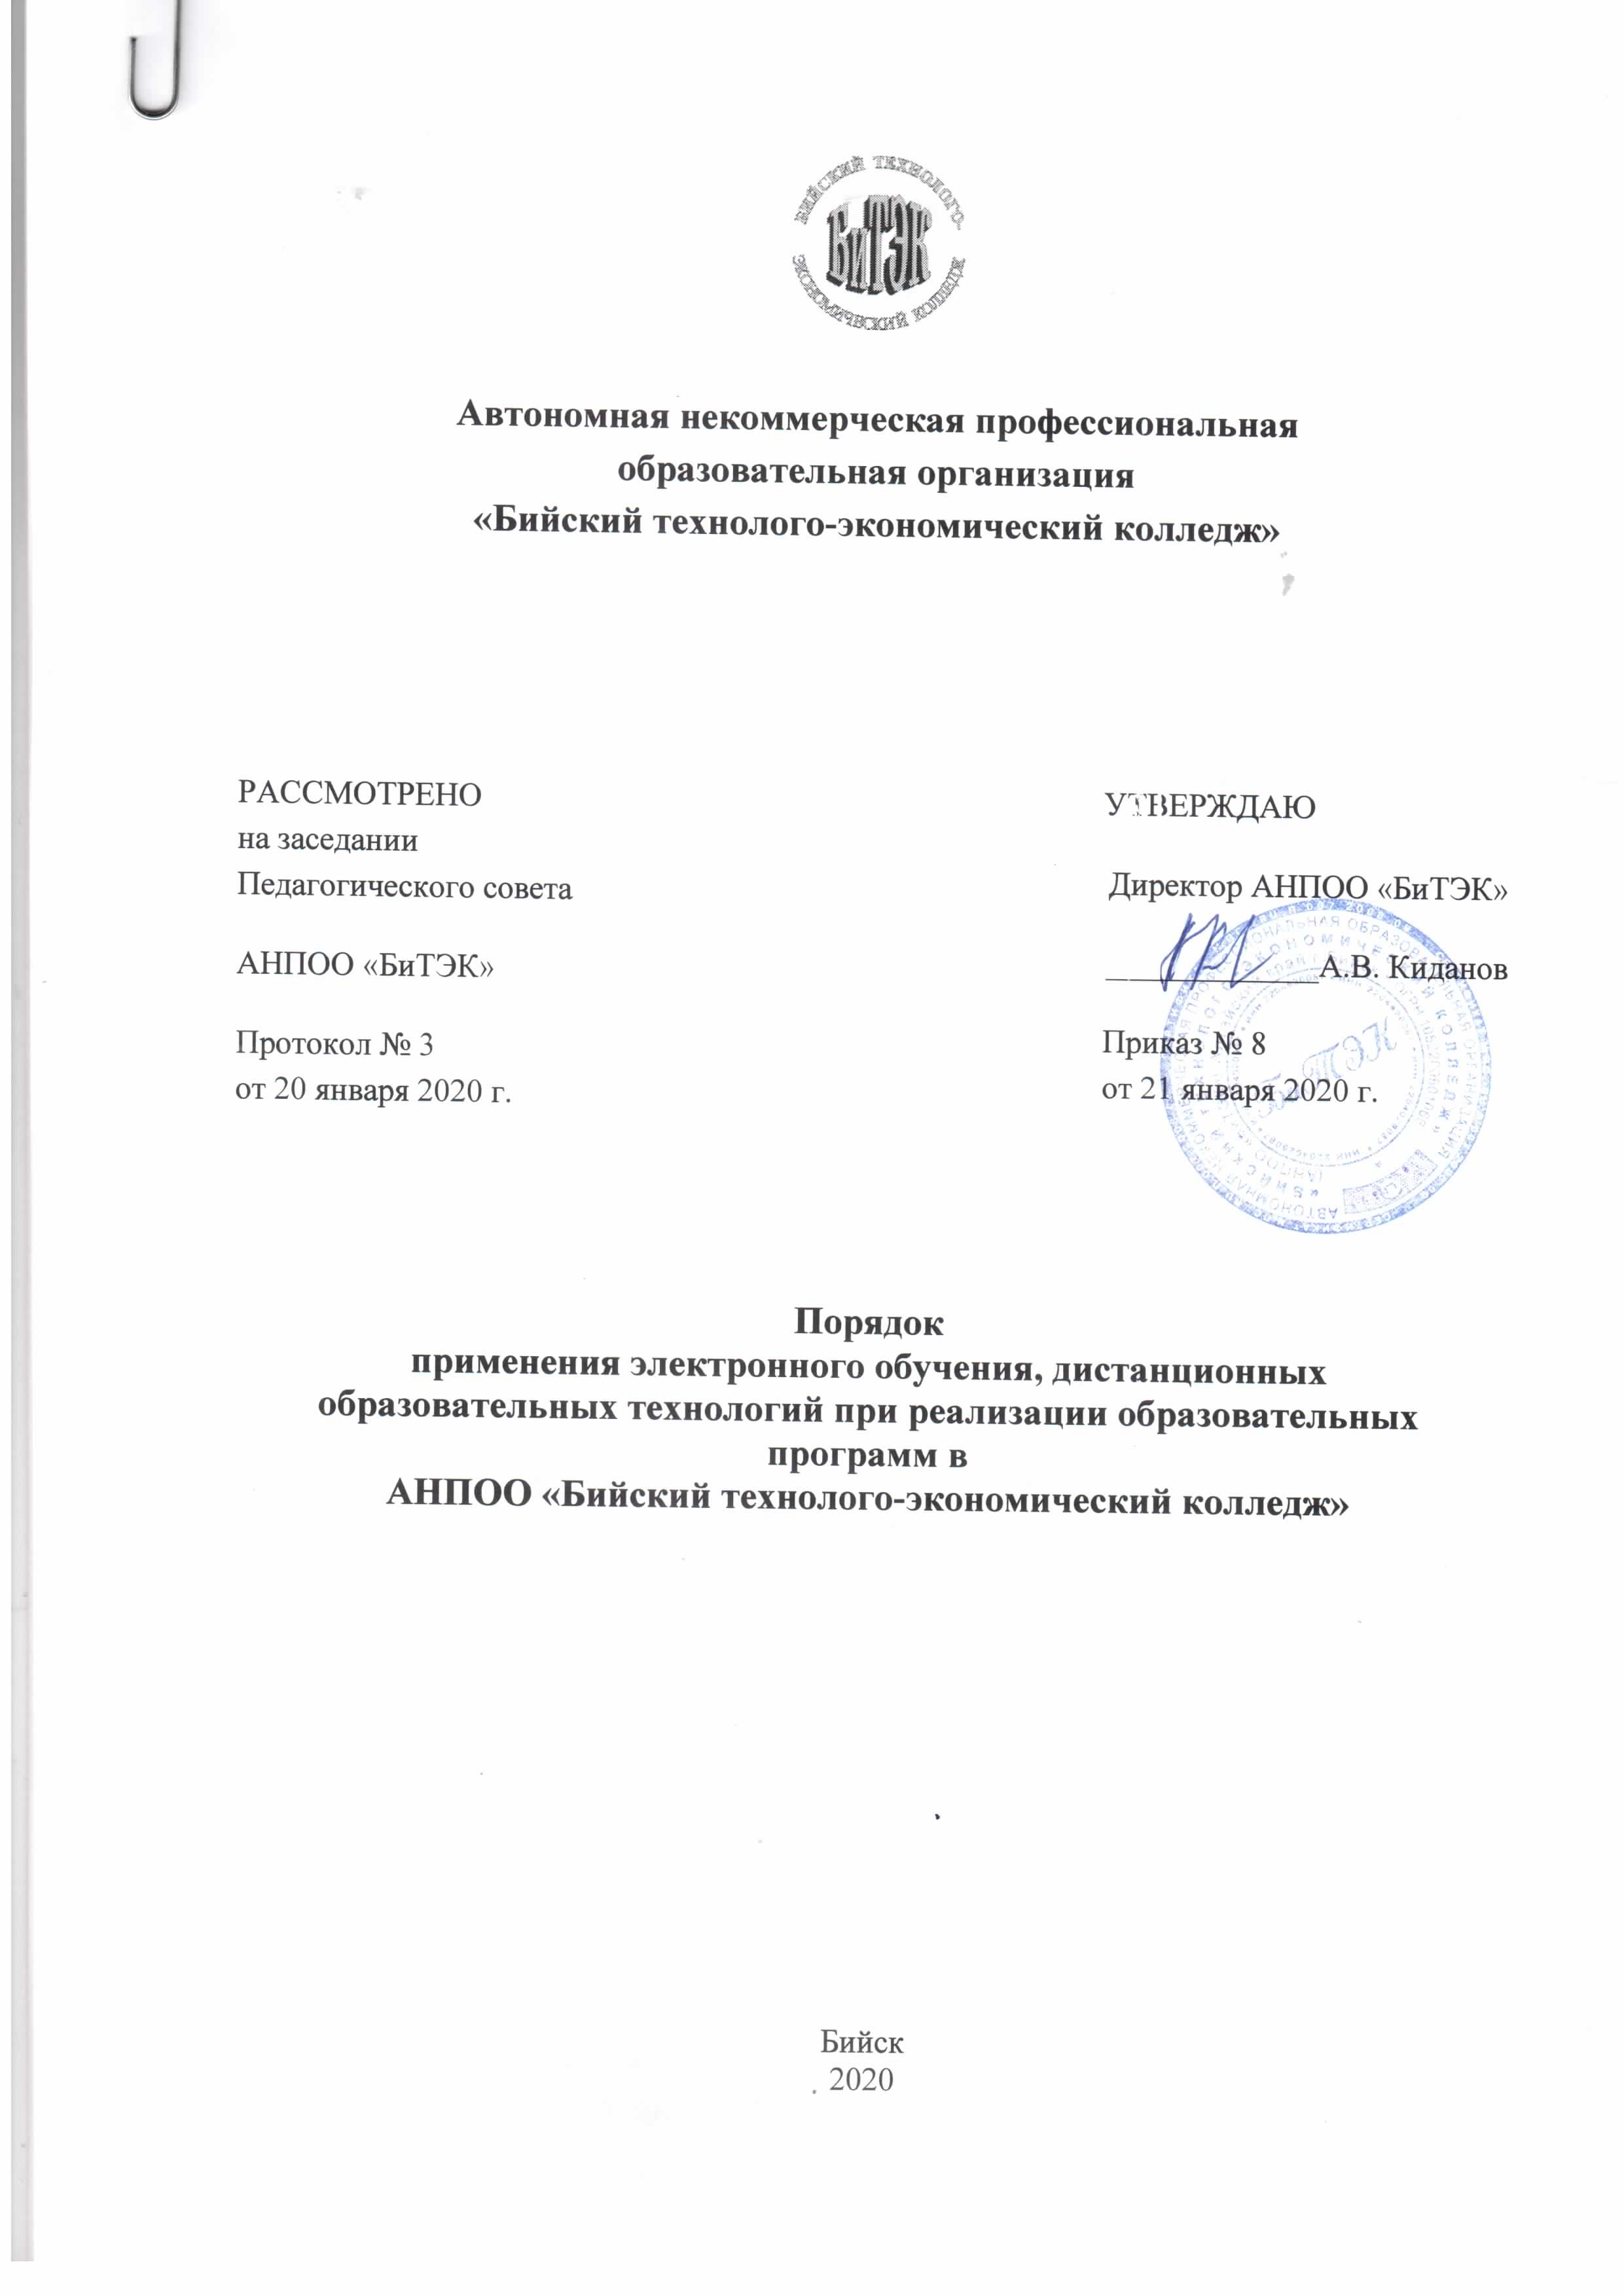 БИЙСКИЙ ТЕХНОЛОГО-
БиТЭК
ЭКОНОМИЧЕСКИЙ КОЛЛЕДЖ
Автономная некоммерческая профессиональная
образовательная организация
«Бийский технолого-экономический колледж»
РАССМОТРЕНО
на заседании
Педагогического совета
АНПОО «БиТЭК»
Протокол № 3
от 20 января 2020 г.
УТВЕРЖДАЮ
Директор АНПОО «БиТЭК»
А.В. Киданов
Приказ № 8
от 21 января 2020 г.
БиТЭК
Порядок
применения электронного обучения, дистанционных
образовательных технологий при реализации образовательных
программ в
АНПОО «Бийский технолого-экономический колледж»
Бийск
2020